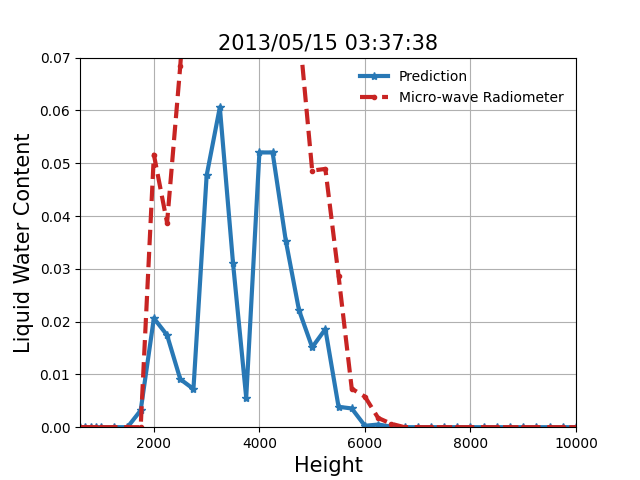 2013/05/15 03:37:38
0.07
0.06
0.05
0.04
0.03
0.02
0.01
0.00
Liquid Water Content
Prediction
Micro-wave Radiometer
2000 4000 6000 8000 10000
Height